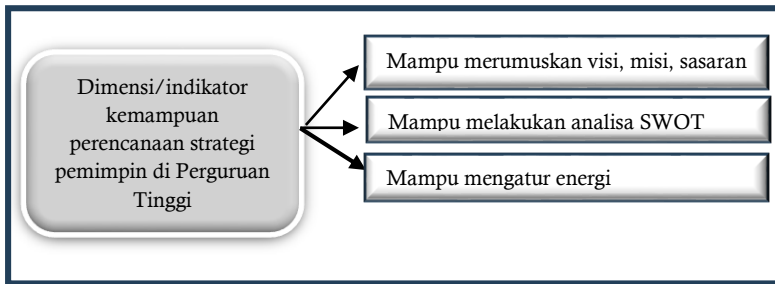 Dimensi/indikator
kemampuan
perencanaan strategi
pemimpin di Perguruan
Tinggi
Mampu merumuskan visi, misi, sasaran
Mampu melakukan analisa SWOT
Mampu mengatur energi